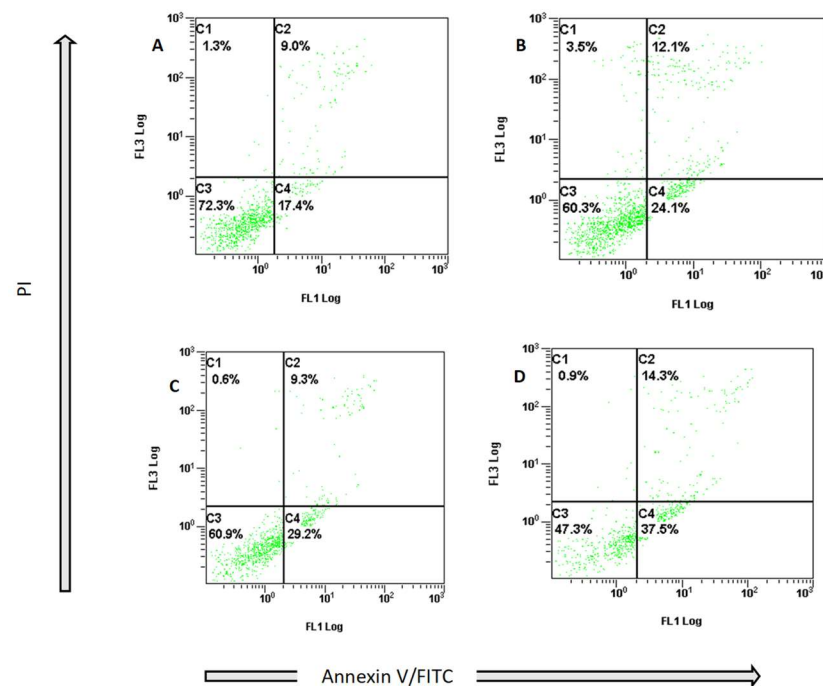 A
C1
1.3%
C2
9.0%
C3
72.3%
C4
17.4%
10³
10²
10¹
10⁰
FL3 Log
10⁰
10¹
10²
10³
FL1 Log
B
C1
3.5%
C2
12.1%
C3
60.3%
C4
24.1%
10³
10²
10¹
10⁰
FL3 Log
10⁰
10¹
10²
FL1 Log
PI
C
C1
0.6%
C2
9.3%
C3
60.9%
C4
29.2%
10³
10²
10¹
10⁰
FL3 Log
10⁰
10¹
10²
10³
FL1 Log
D
C1
0.9%
C2
14.3%
C3
47.3%
C4
37.5%
10³
10²
10¹
10⁰
FL3 Log
10⁰
10¹
10²
10³
FL1 Log
Annexin V/FITC